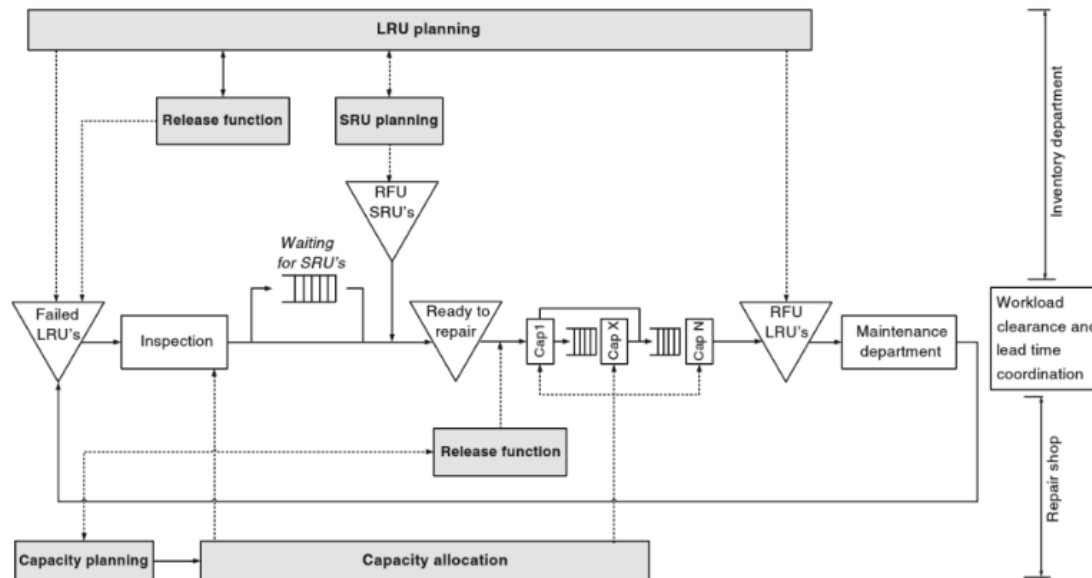 LRU planning
Release function
SRU planning
RFU
SRU's
Waiting
for SRU's
Failed
LRU's
Inspection
Ready to
repair
Cap1
Cap X
Cap N
RFU
LRU's
Maintenance
department
Workload
clearance and
lead time
coordination
Inventory department
Release function
Repair shop
Capacity planning
Capacity allocation